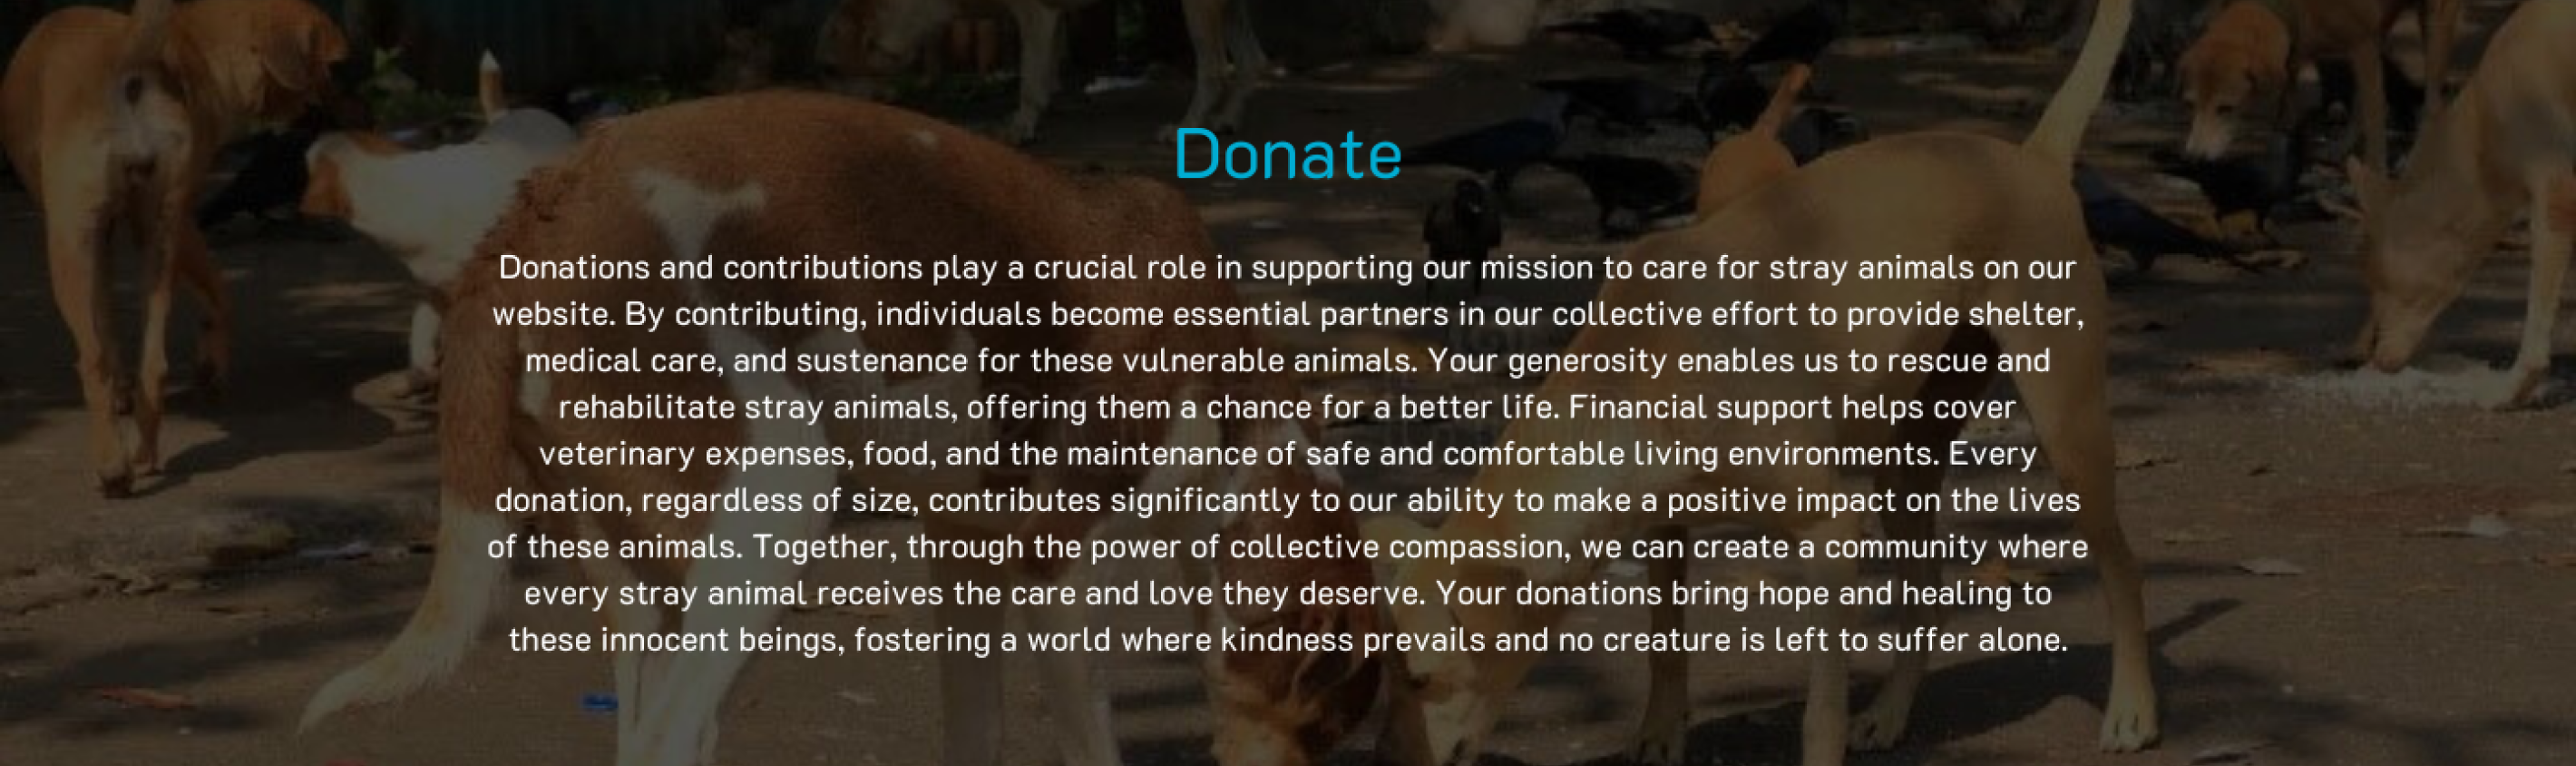 Donate
Donations and contributions play a crucial role in supporting our mission to care for stray animals on our
website. By contributing, individuals become essential partners in our collective effort to provide shelter,
medical care, and sustenance for these vulnerable animals. Your generosity enables us to rescue and
rehabilitate stray animals, offering them a chance for a better life. Financial support helps cover
veterinary expenses, food, and the maintenance of safe and comfortable living environments. Every
donation, regardless of size, contributes significantly to our ability to make a positive impact on the lives
of these animals. Together, through the power of collective compassion, we can create a community where
every stray animal receives the care and love they deserve. Your donations bring hope and healing to
these innocent beings, fostering a world where kindness prevails and no creature is left to suffer alone.